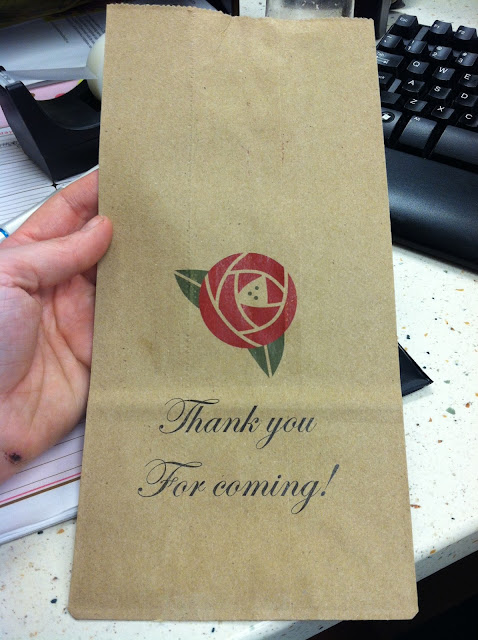 Thank you
For coming!
Q W E
A S D
Z X C